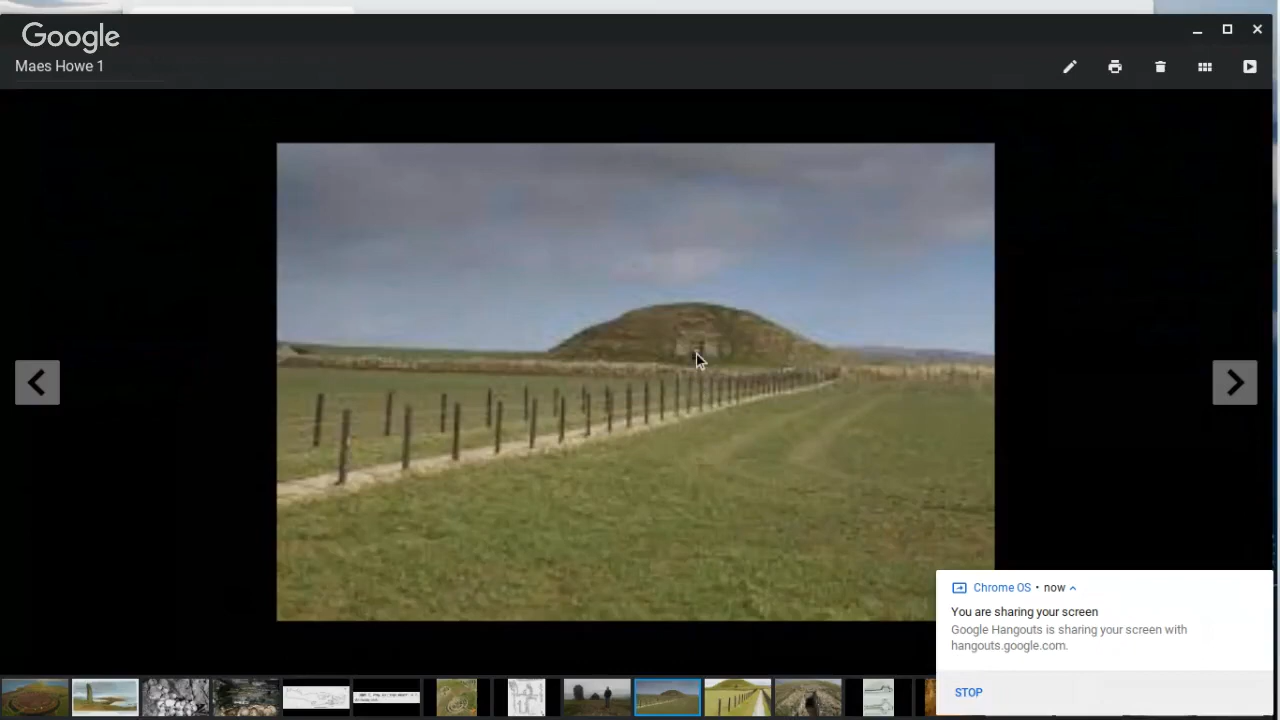 Google
Maes Howe 1
Chrome OS • now
You are sharing your screen
Google Hangouts is sharing your screen with
hangouts.google.com.
STOP